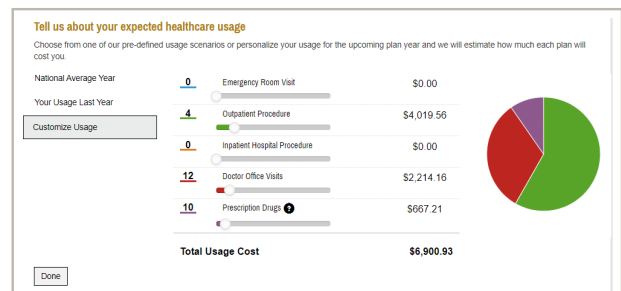 Tell us about your expected healthcare usage
Choose from one of our pre-defined usage scenarios or personalize your usage for the upcoming plan year and we will estimate how much each plan will
cost you.
National Average Year
Your Usage Last Year
Customize Usage
0 Emergency Room Visit $0.00
4 Outpatient Procedure $4,019.56
0 Inpatient Hospital Procedure $0.00
12 Doctor Office Visits $2,214.16
10 Prescription Drugs ? $667.21
Total Usage Cost $6,900.93
Done